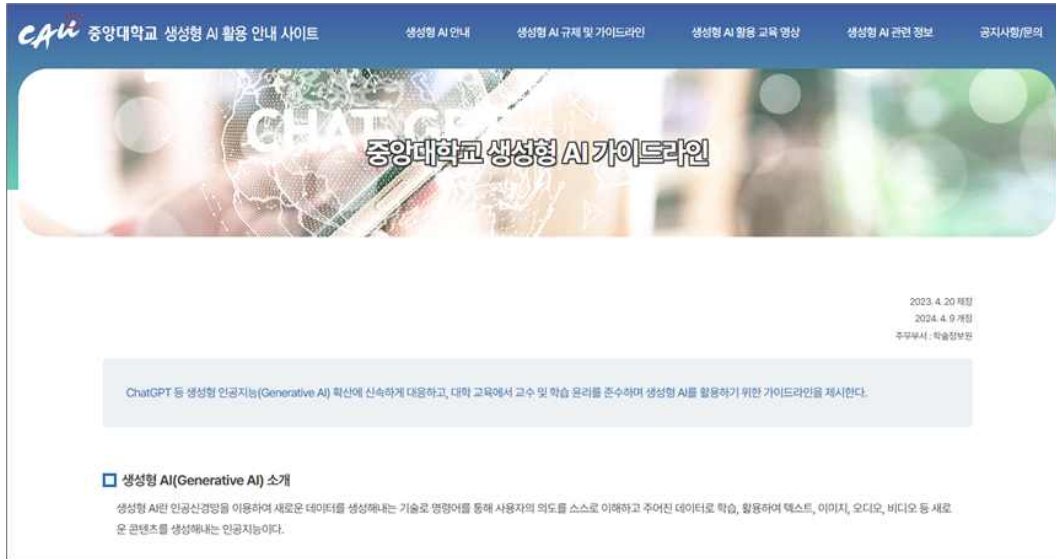 CAU 중앙대학교 생성형 AI 활용 안내 사이트
생성형 AI 안내
생성형 AI 규제 및 가이드라인
생성형 AI 활용 교육 영상
생성형 AI 관련 정보
공지사항/문의
CHAT GPT
중앙대학교 생성형 AI 가이드라인
2023. 4. 20 제정
2024. 4. 9 개정
주무부서 : 학술정보원
ChatGPT 등 생성형 인공지능(Generative AI) 확산에 신속하게 대응하고, 대학 교육에서 교수 및 학습 윤리를 준수하며 생성형 AI를 활용하기 위한 가이드라인을 제시한다.
생성형 AI(Generative AI) 소개
생성형 AI란 인공신경망을 이용하여 새로운 데이터를 생성해내는 기술로 명령어를 통해 사용자의 의도를 스스로 이해하고 주어진 데이터로 학습, 활용하여 텍스트, 이미지, 오디오, 비디오 등 새로
운 콘텐츠를 생성해내는 인공지능이다.